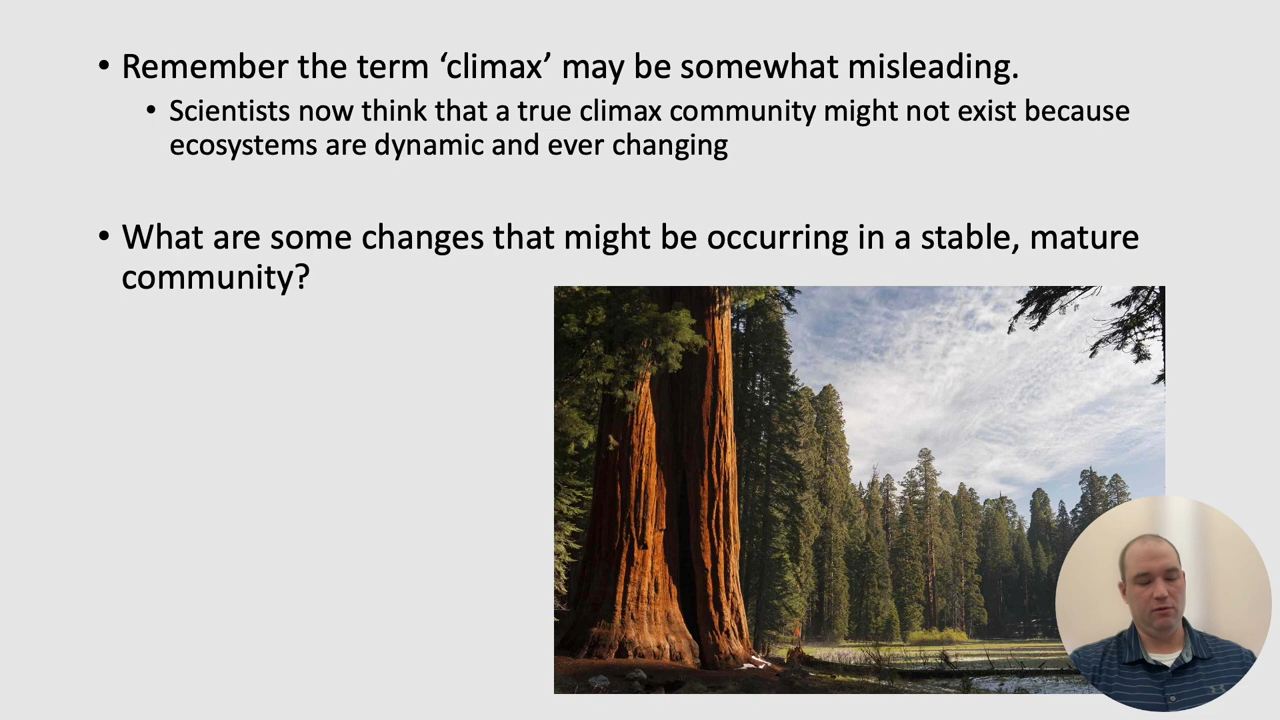 • Remember the term ‘climax’ may be somewhat misleading.
• Scientists now think that a true climax community might not exist because
ecosystems are dynamic and ever changing
• What are some changes that might be occurring in a stable, mature
community?